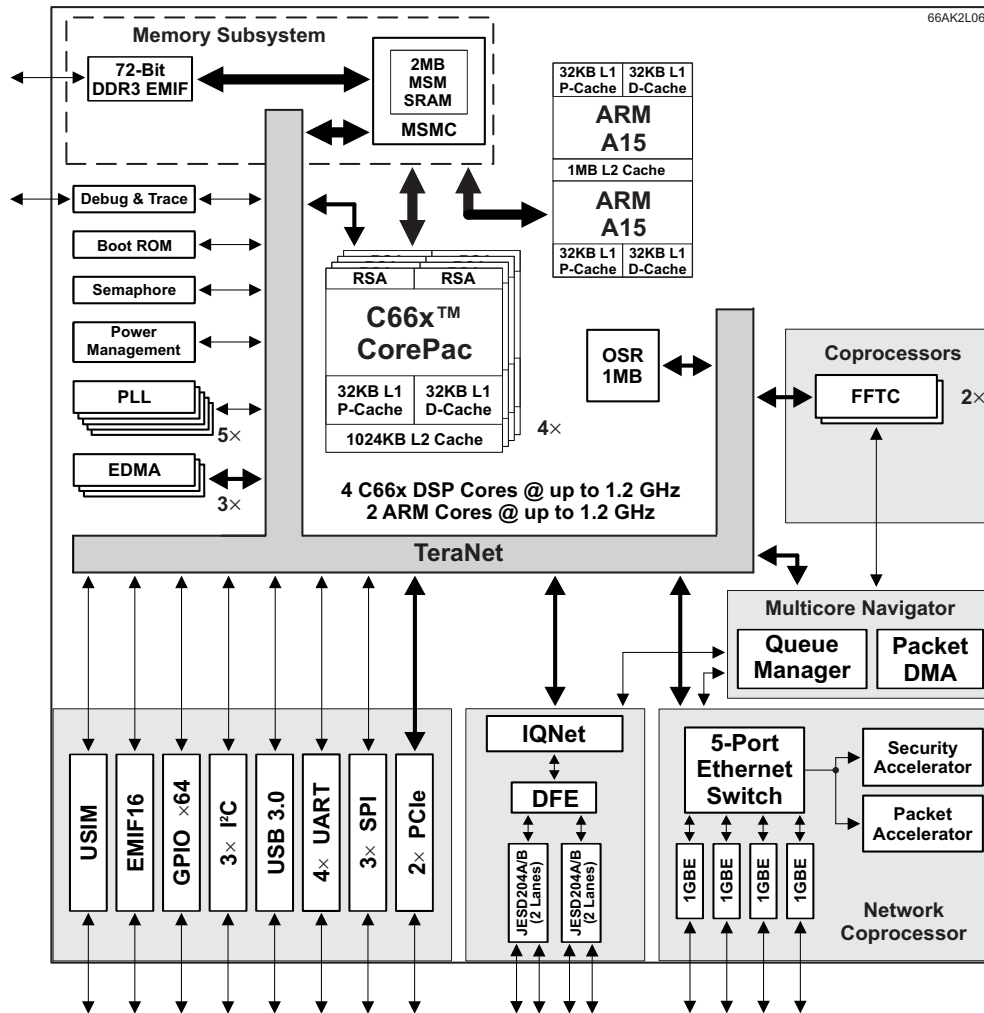 66AK2L06
Memory Subsystem
72-Bit
DDR3 EMIF
2MB
MSM
SRAM
MSMC
32KB L1
P-Cache
32KB L1
D-Cache
ARM
A15
1MB L2 Cache
ARM
A15
32KB L1
P-Cache
32KB L1
D-Cache
Debug & Trace
Boot ROM
Semaphore
Power
Management
PLL
5×
EDMA
3×
RSA RSA
RSA RSA
C66x™
CorePac
32KB L1
P-Cache
32KB L1
D-Cache
1024KB L2 Cache
4×
OSR
1MB
Coprocessors
FFTC
2×
4 C66x DSP Cores @ up to 1.2 GHz
2 ARM Cores @ up to 1.2 GHz
TeraNet
Multicore Navigator
Queue
Manager
Packet
DMA
USIM
EMIF16
GPIO ×64
3× I²C
USB 3.0
4× UART
3× SPI
2× PCIe
IQNet
DFE
JESD204A/B
(2 Lanes)
JESD204A/B
(2 Lanes)
5-Port
Ethernet
Switch
Security
Accelerator
Packet
Accelerator
1GBE
1GBE
1GBE
1GBE
Network
Coprocessor